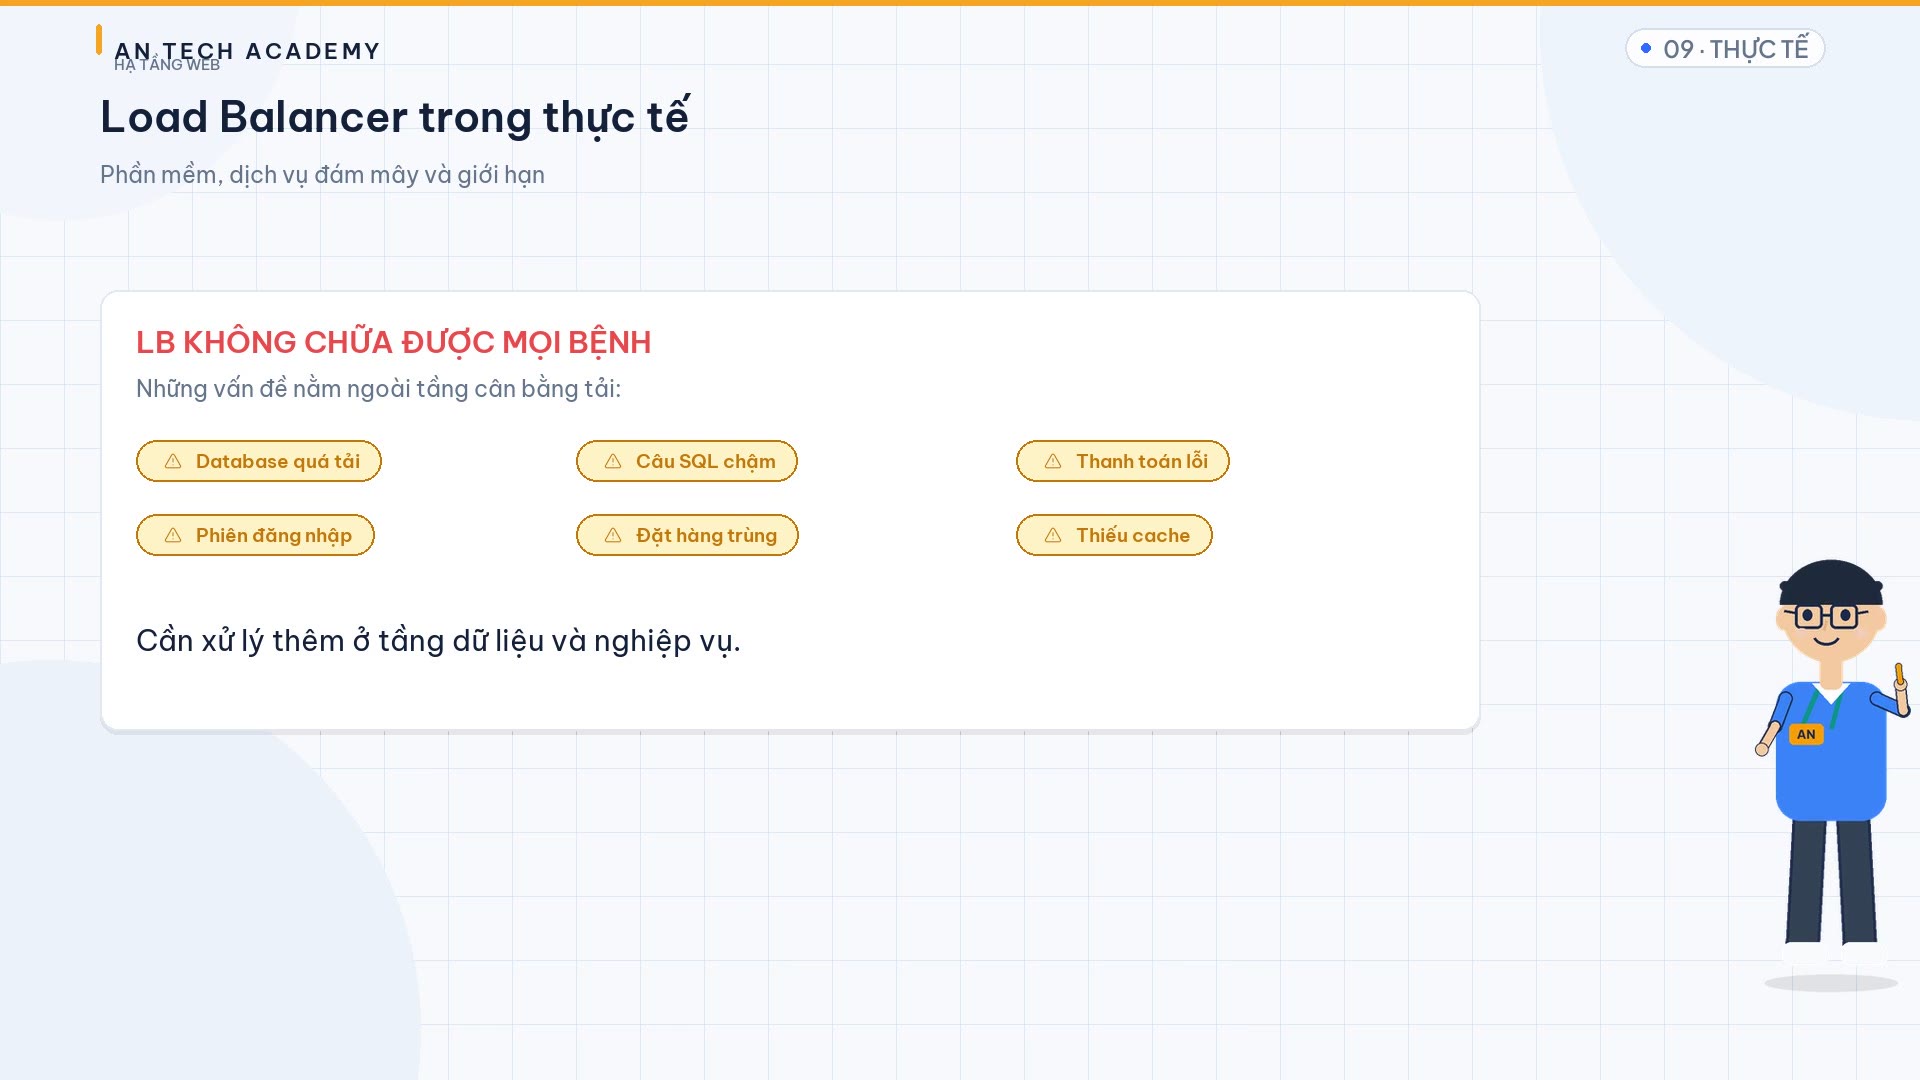 AN TECH ACADEMY
HẠ TẦNG WEB
09 · THỰC TẾ
Load Balancer trong thực tế
Phần mềm, dịch vụ đám mây và giới hạn
LB KHÔNG CHỮA ĐƯỢC MỌI BỆNH
Những vấn đề nằm ngoài tầng cân bằng tải:
Database quá tải
Câu SQL chậm
Thanh toán lỗi
Phiên đăng nhập
Đặt hàng trùng
Thiếu cache
Cần xử lý thêm ở tầng dữ liệu và nghiệp vụ.
AN